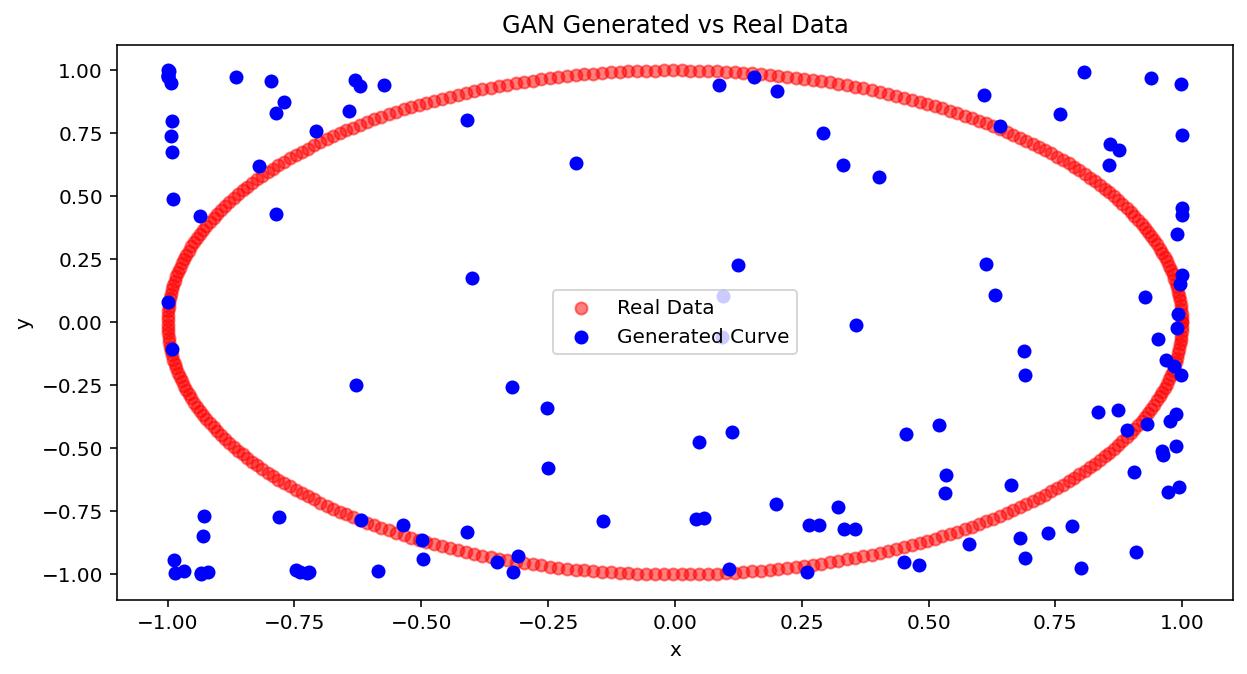 GAN Generated vs Real Data
1.00
0.75
0.50
0.25
0.00
−0.25
−0.50
−0.75
−1.00
y
Real Data
Generated Curve
−1.00 −0.75 −0.50 −0.25 0.00 0.25 0.50 0.75 1.00
x